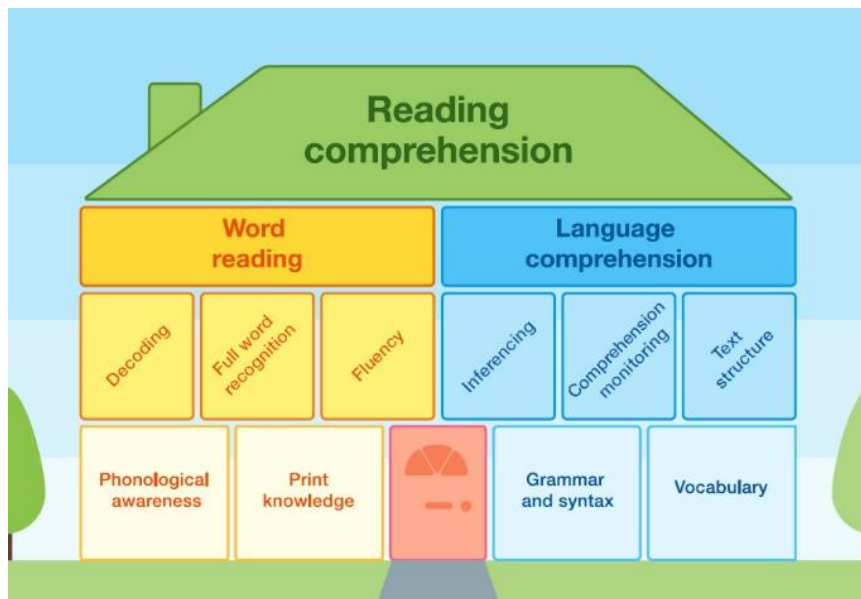 Reading
comprehension
Word
reading
Language
comprehension
Decoding
Full word
recognition
Fluency
Inferencing
Comprehension
monitoring
Text
structure
Phonological
awareness
Print
knowledge
Grammar
and syntax
Vocabulary